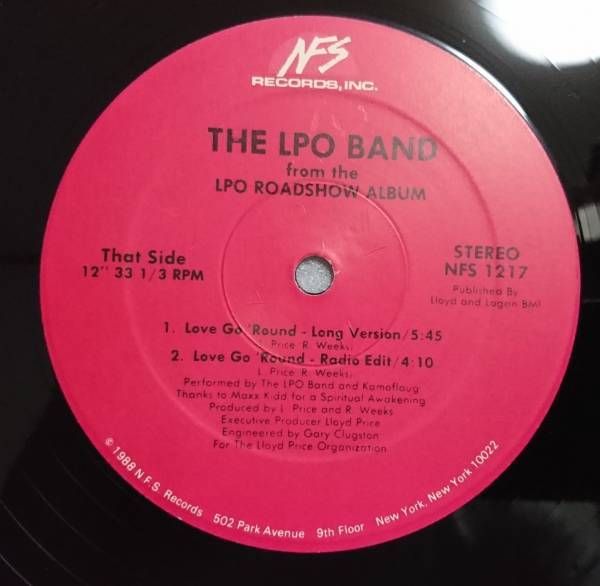 NFS
RECORDS, INC.
THE LPO BAND
from the
LPO ROADSHOW ALBUM
That Side
12" 33 1/3 RPM
STEREO
NFS 1217
Published By
Lloyd and Logan BMI
1. Love Go 'Round - Long Version/5:45
L. Price R. Weeks)
2. Love Go 'Round - Radio Edit/4:10
L. Price R. Weeks)
Performed by The LPO Band and Kamoflaug
Thanks to Maxx Kidd for a Spiritual Awakening
Produced by L. Price and R. Weeks
Executive Producer Lloyd Price
Engineered by Gary Clugston
For The Lloyd Price Organization
© 1988 N.F.S. Records 502 Park Avenue 9th Floor New York, New York 10022